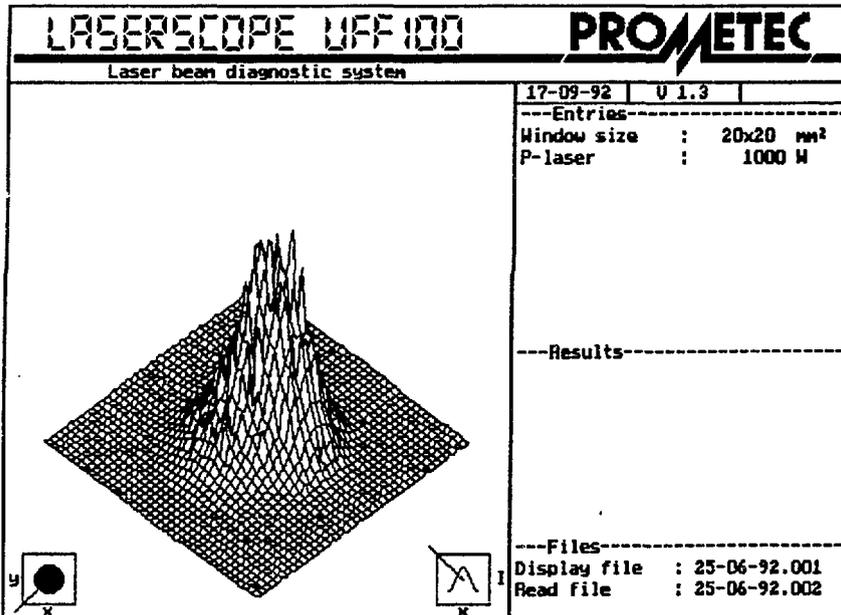 LASERSCOPE UFF100
PROMETEC
Laser beam diagnostic system
17-09-92 V 1.3
---Entries---
Window size : 20x20 mm²
P-laser : 1000 W
---Results---
---Files---
Display file : 25-06-92.001
Read file : 25-06-92.002
y
x
I
x